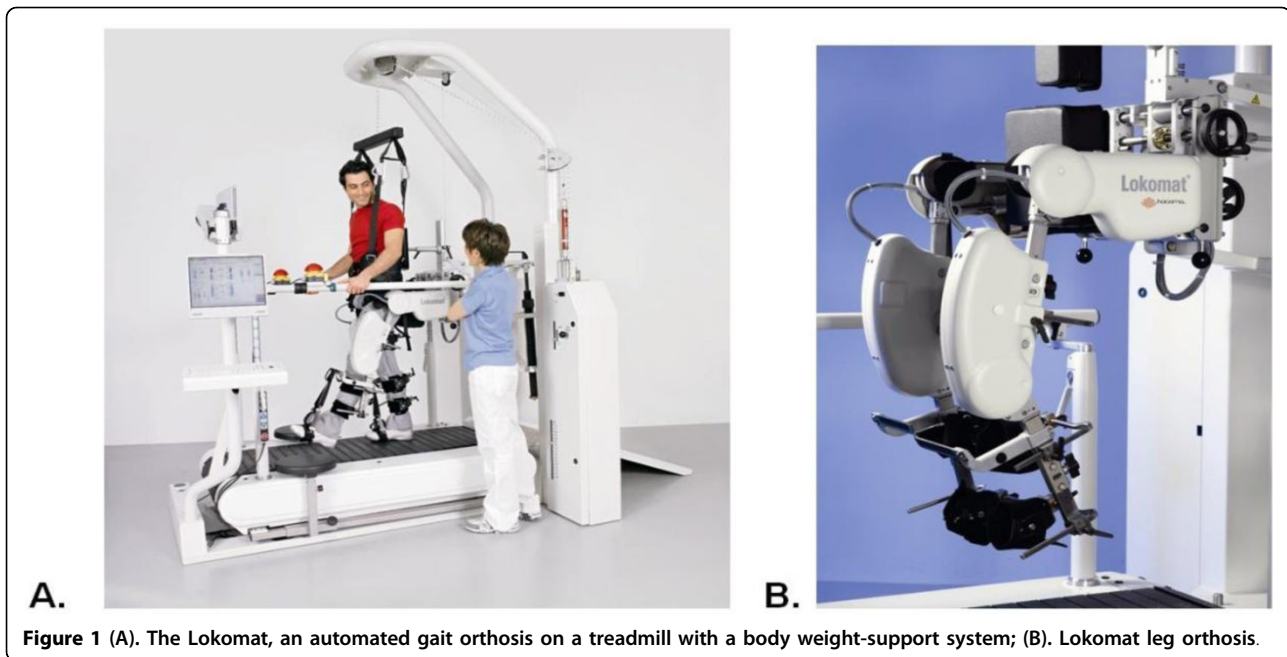 Lokomat
A.
Lokomat®
HOCOMA
B.
Figure 1 (A). The Lokomat, an automated gait orthosis on a treadmill with a body weight-support system; (B). Lokomat leg orthosis.